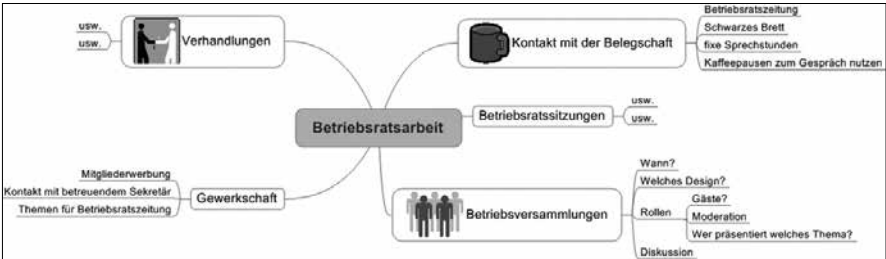 usw.
usw.
Verhandlungen
Kontakt mit der Belegschaft
Betriebsratszeitung
Schwarzes Brett
fixe Sprechstunden
Kaffeepausen zum Gespräch nutzen
Betriebsratsarbeit
Betriebsratssitzungen
usw.
usw.
Mitgliederwerbung
Kontakt mit betreuendem Sekretär
Themen für Betriebsratszeitung
Gewerkschaft
Betriebsversammlungen
Wann?
Welches Design?
Rollen
Gäste?
Moderation
Wer präsentiert welches Thema?
Diskussion